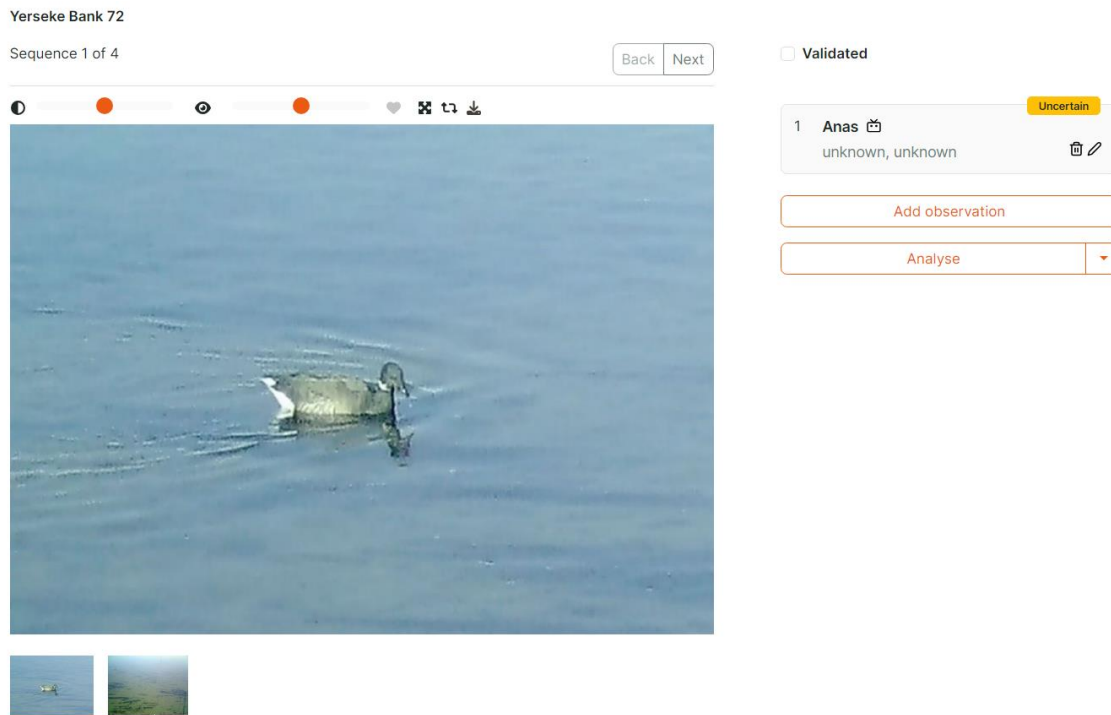 Yerseke Bank 72
Sequence 1 of 4
Back Next
Validated
Uncertain
1 Anas
unknown, unknown
Add observation
Analyse